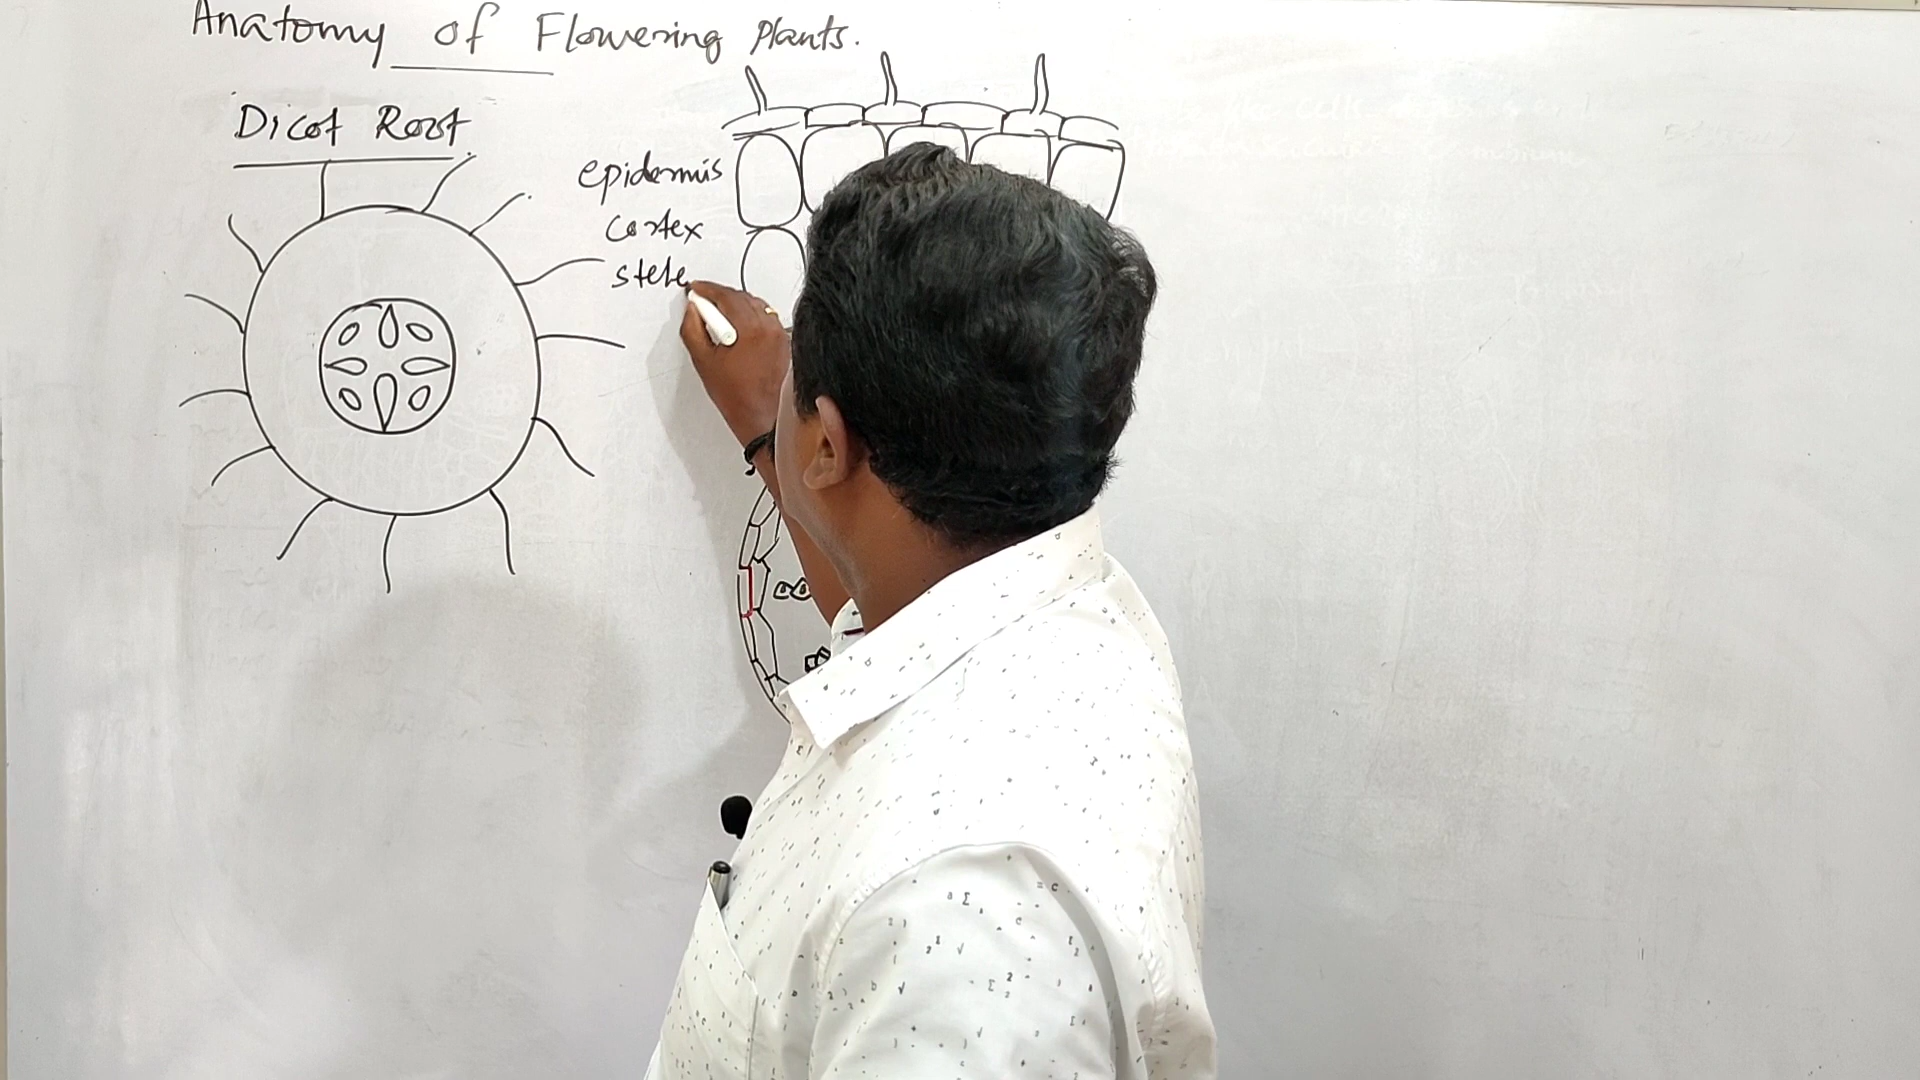 Anatomy of Flowering Plants.
Dicot Root
epidermis
cortex
stele